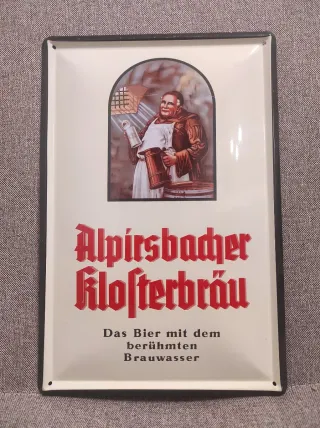 Alpirsbacher
Kloſterbräu
Das Bier mit dem
berühmten
Brauwasser